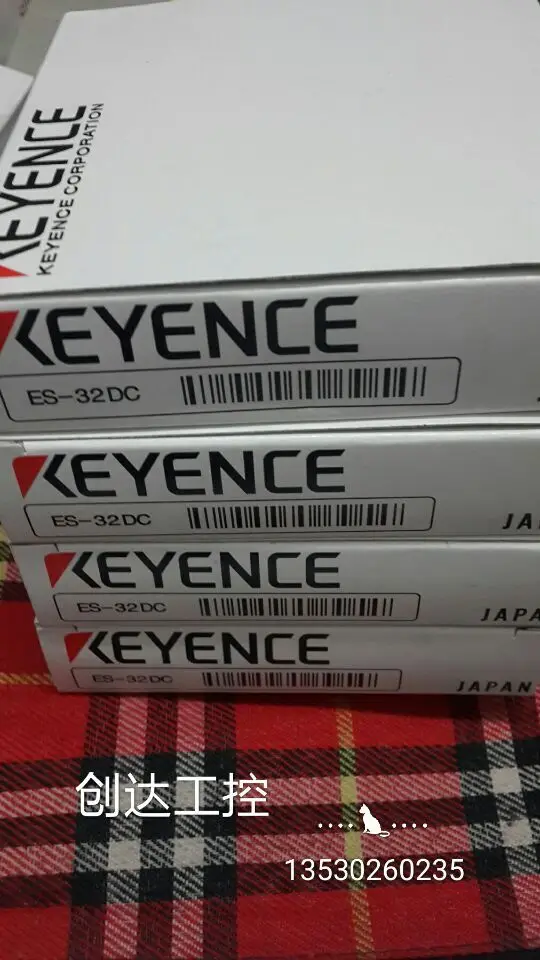 KEYENCE
KEYENCE CORPORATION
KEYENCE
ES-32DC
KEYENCE
ES-32DC
JA
KEYENCE
ES-32DC
JAPAN
KEYENCE
ES-32DC
JAPAN
创达工控
13530260235